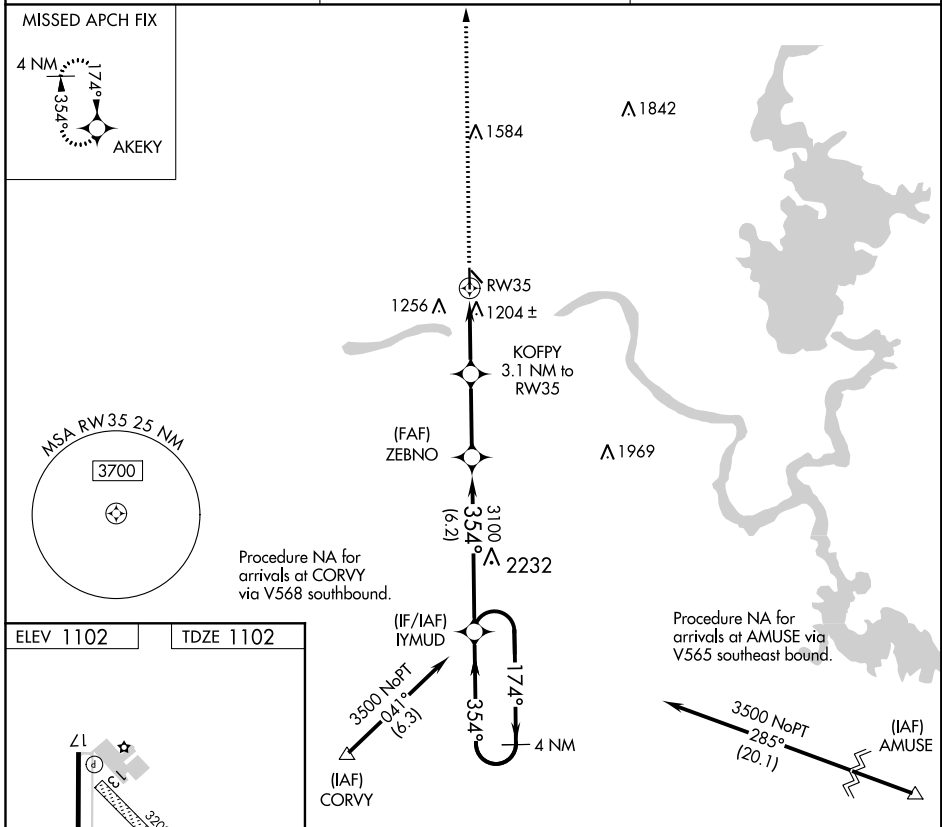 MISSED APCH FIX
4 NM
174°
354°
AKEKY
1584
1842
RW35
1256
1204 ±
KOFPY
3.1 NM to
RW35
MSA RW35 25 NM
3700
(FAF)
ZEBNO
1969
3100
354°
(6.2)
2232
Procedure NA for
arrivals at CORVY
via V568 southbound.
(IF/IAF)
IYMUD
Procedure NA for
arrivals at AMUSE via
V565 southeast bound.
3500 NoPT
041°
(6.3)
354°
174°
4 NM
(IAF)
CORVY
3500 NoPT
285°
(20.1)
(IAF)
AMUSE
ELEV 1102
TDZE 1102
17
P
13